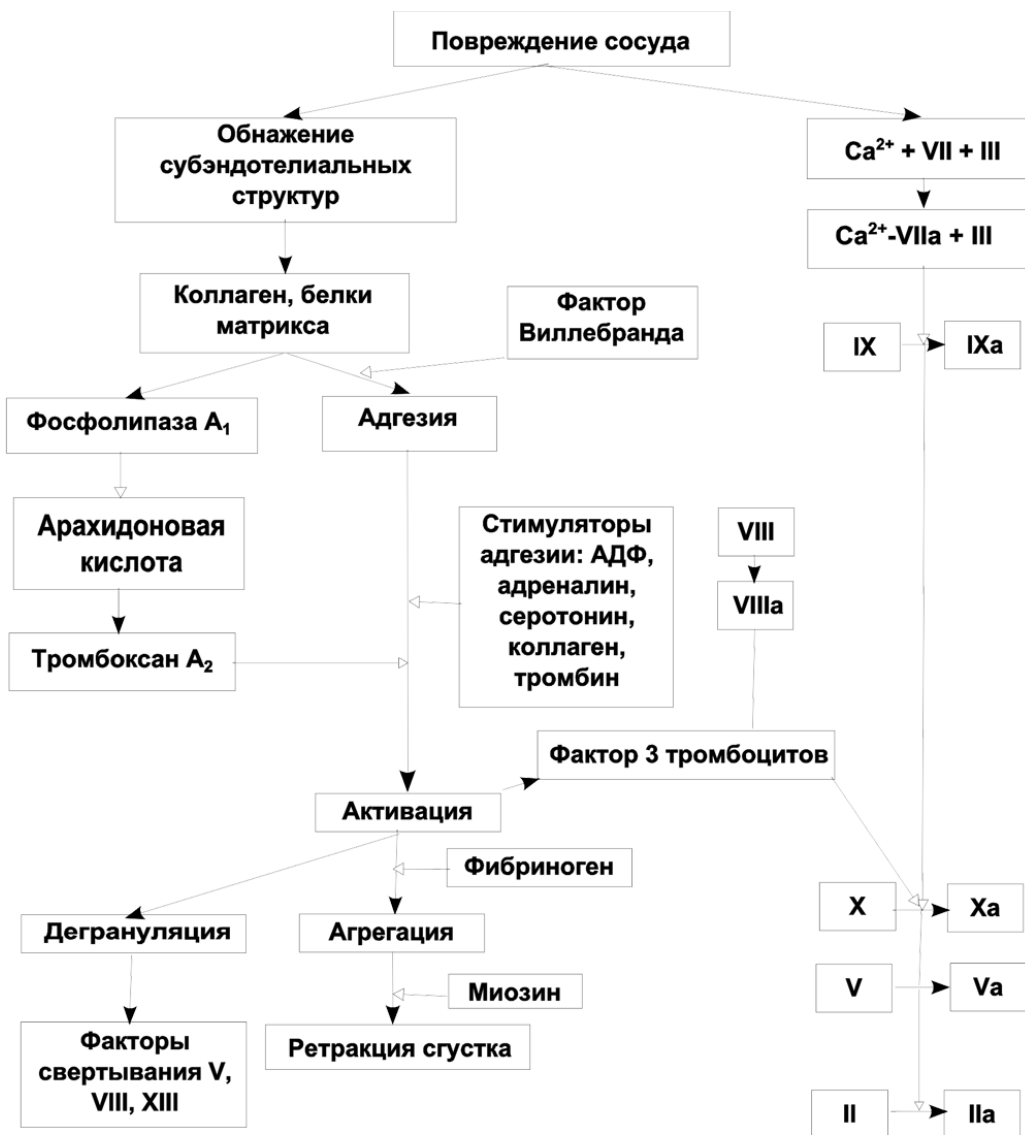 Повреждение сосуда
Обнажение
субэндотелиальных
структур
Ca²⁺ + VII + III
Ca²⁺-VIIa + III
Коллаген, белки
матрикса
Фактор
Виллебранда
IX
IXa
Фосфолипаза A₁
Адгезия
Арахидоновая
кислота
Стимуляторы
адгезии: АДФ,
адреналин,
серотонин,
коллаген,
тромбин
VIII
VIIIa
Тромбоксан A₂
Фактор 3 тромбоцитов
Активация
Фибриноген
X
Xa
Дегрануляция
Агрегация
V
Va
Миозин
Факторы
свертывания V,
VIII, XIII
Ретракция сгустка
II
IIa